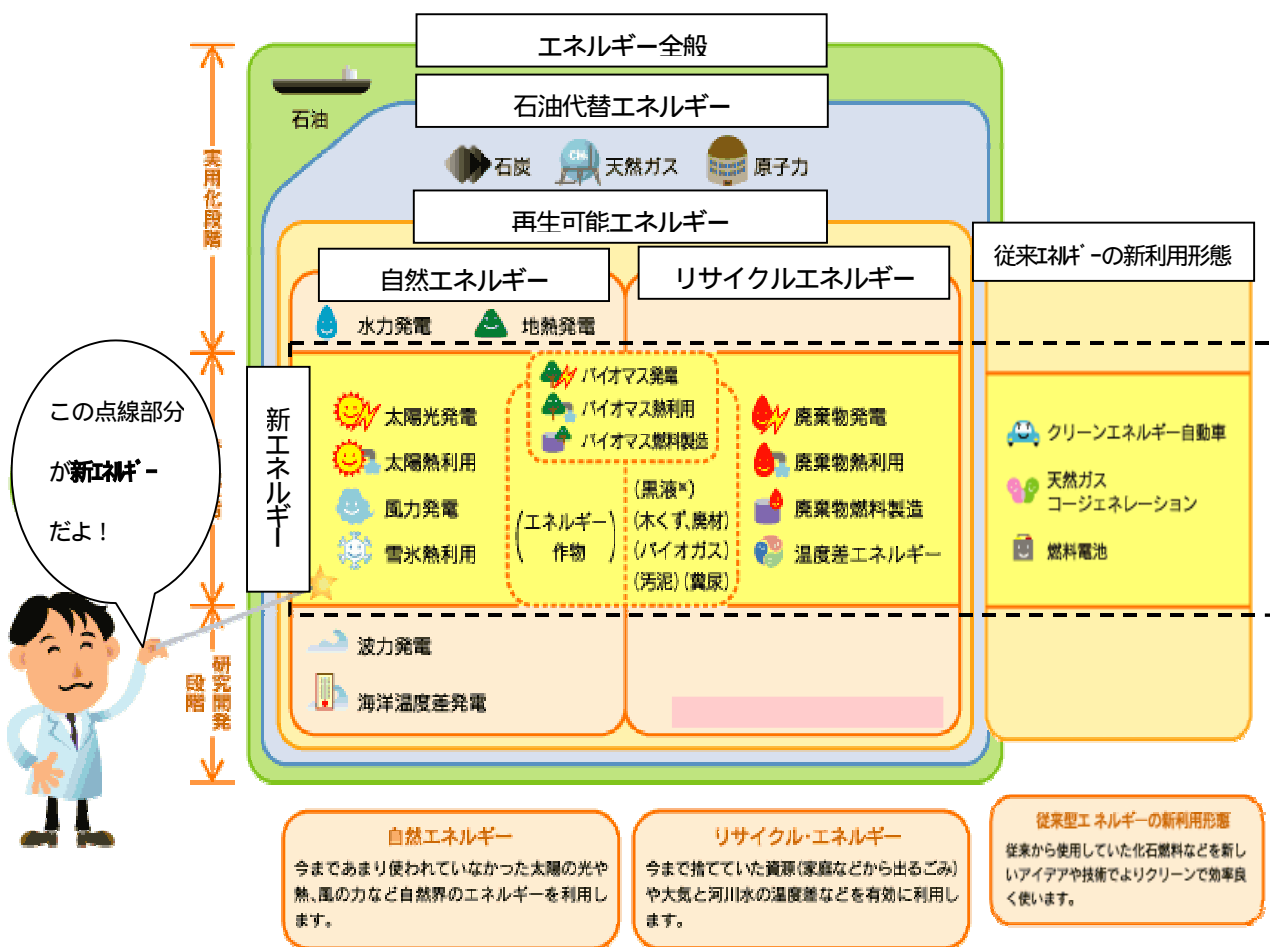 エネルギー全般
石油代替エネルギー
石油
石炭
天然ガス
原子力
再生可能エネルギー
従来エネルギーの新利用形態
自然エネルギー
リサイクルエネルギー
実用化段階
水力発電
地熱発電
この点線部分
が新エネルギー
だよ！
新エネルギー
太陽光発電
太陽熱利用
風力発電
雪氷熱利用
バイオマス発電
バイオマス熱利用
バイオマス燃料製造
(エネルギー
作物)
(黒液※)
(木くず、廃材)
(バイオガス)
(汚泥)(糞尿)
廃棄物発電
廃棄物熱利用
廃棄物燃料製造
温度差エネルギー
クリーンエネルギー自動車
天然ガス
コージェネレーション
燃料電池
研究開発
段階
波力発電
海洋温度差発電
自然エネルギー
今まであまり使われていなかった太陽の光や
熱、風の力など自然界のエネルギーを利用し
ます。
リサイクル・エネルギー
今まで捨てていた資源(家庭などから出るごみ)
や大気と河川水の温度差などを有効に利用し
ます。
従来型エネルギーの新利用形態
従来から使用していた化石燃料などを新し
いアイデアや技術でよりクリーンで効率良
く使います。